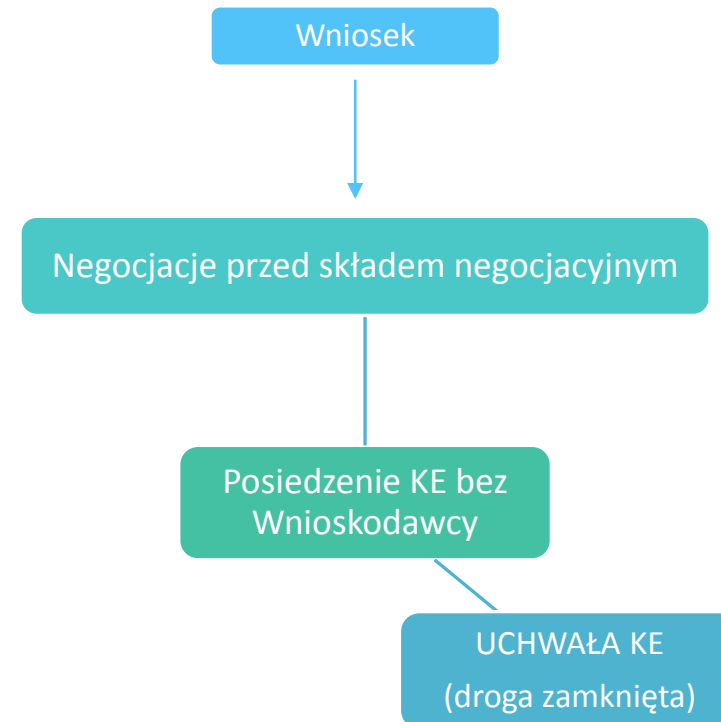 Wniosek
Negocjacje przed składem negocjacyjnym
Posiedzenie KE bez
Wnioskodawcy
UCHWAŁA KE
(droga zamknięta)